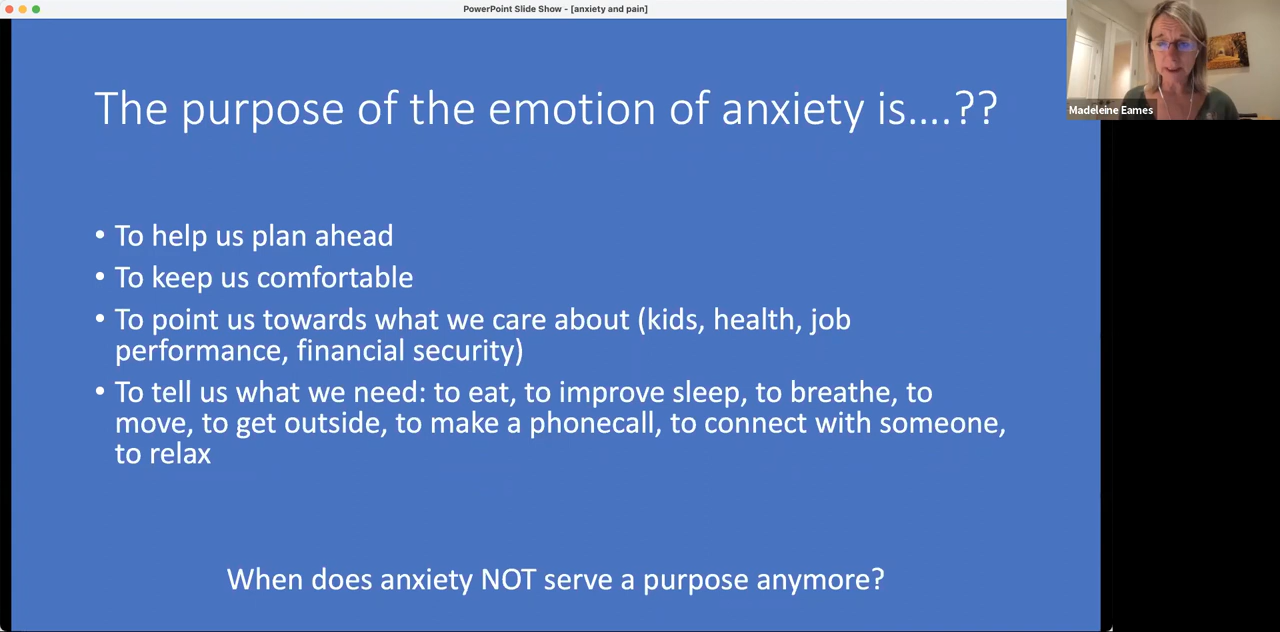 PowerPoint Slide Show - [anxiety and pain]
Madeleine Eames
The purpose of the emotion of anxiety is....??
• To help us plan ahead
• To keep us comfortable
• To point us towards what we care about (kids, health, job
performance, financial security)
• To tell us what we need: to eat, to improve sleep, to breathe, to
move, to get outside, to make a phonecall, to connect with someone,
to relax
When does anxiety NOT serve a purpose anymore?